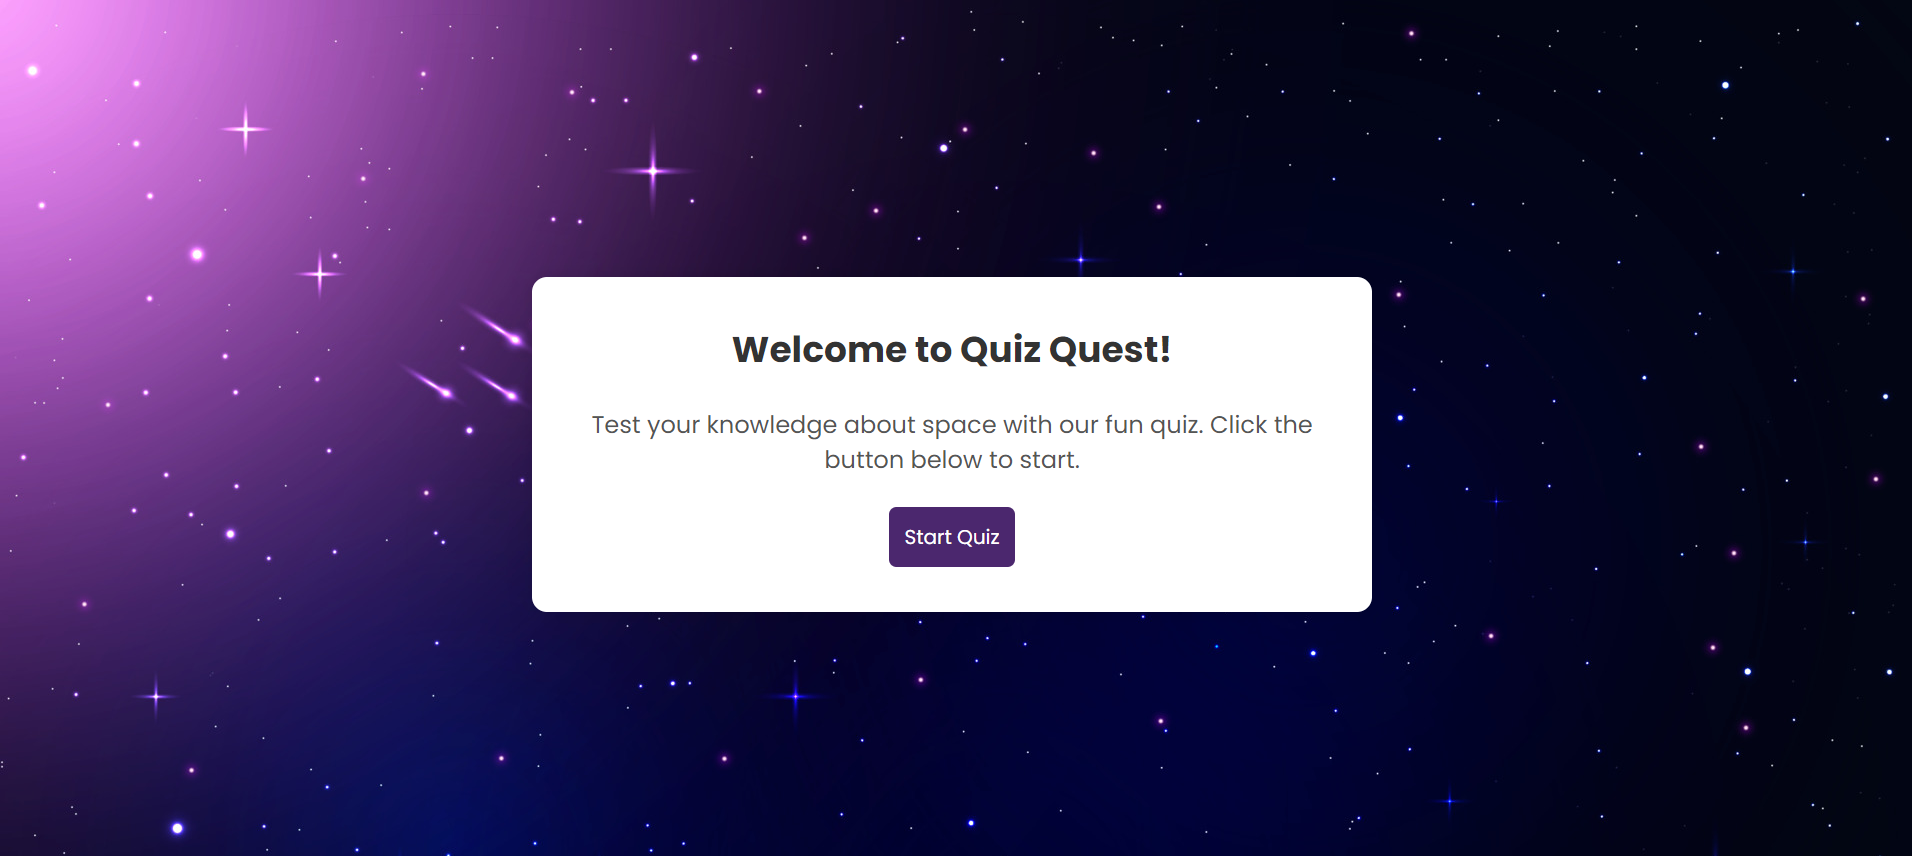 Welcome to Quiz Quest!
Test your knowledge about space with our fun quiz. Click the
button below to start.
Start Quiz